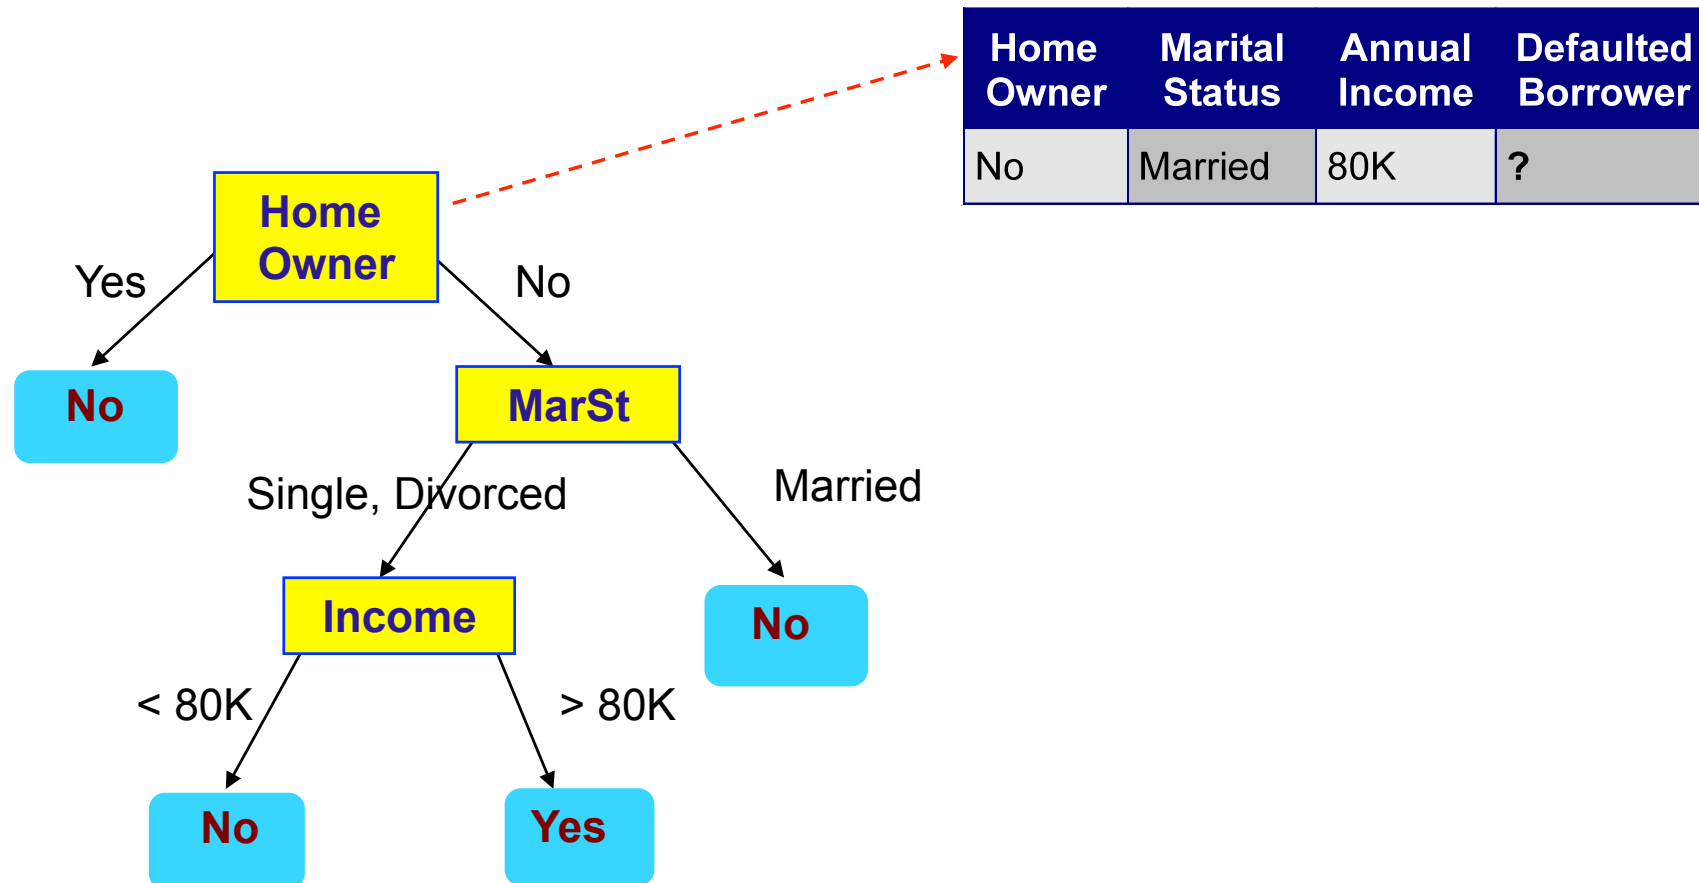 Home Marital Annual Defaulted
Owner Status Income Borrower
No Married 80K ?
Home
Owner
Yes
No
No
MarSt
Single, Divorced
Married
Income
No
< 80K
> 80K
No
Yes